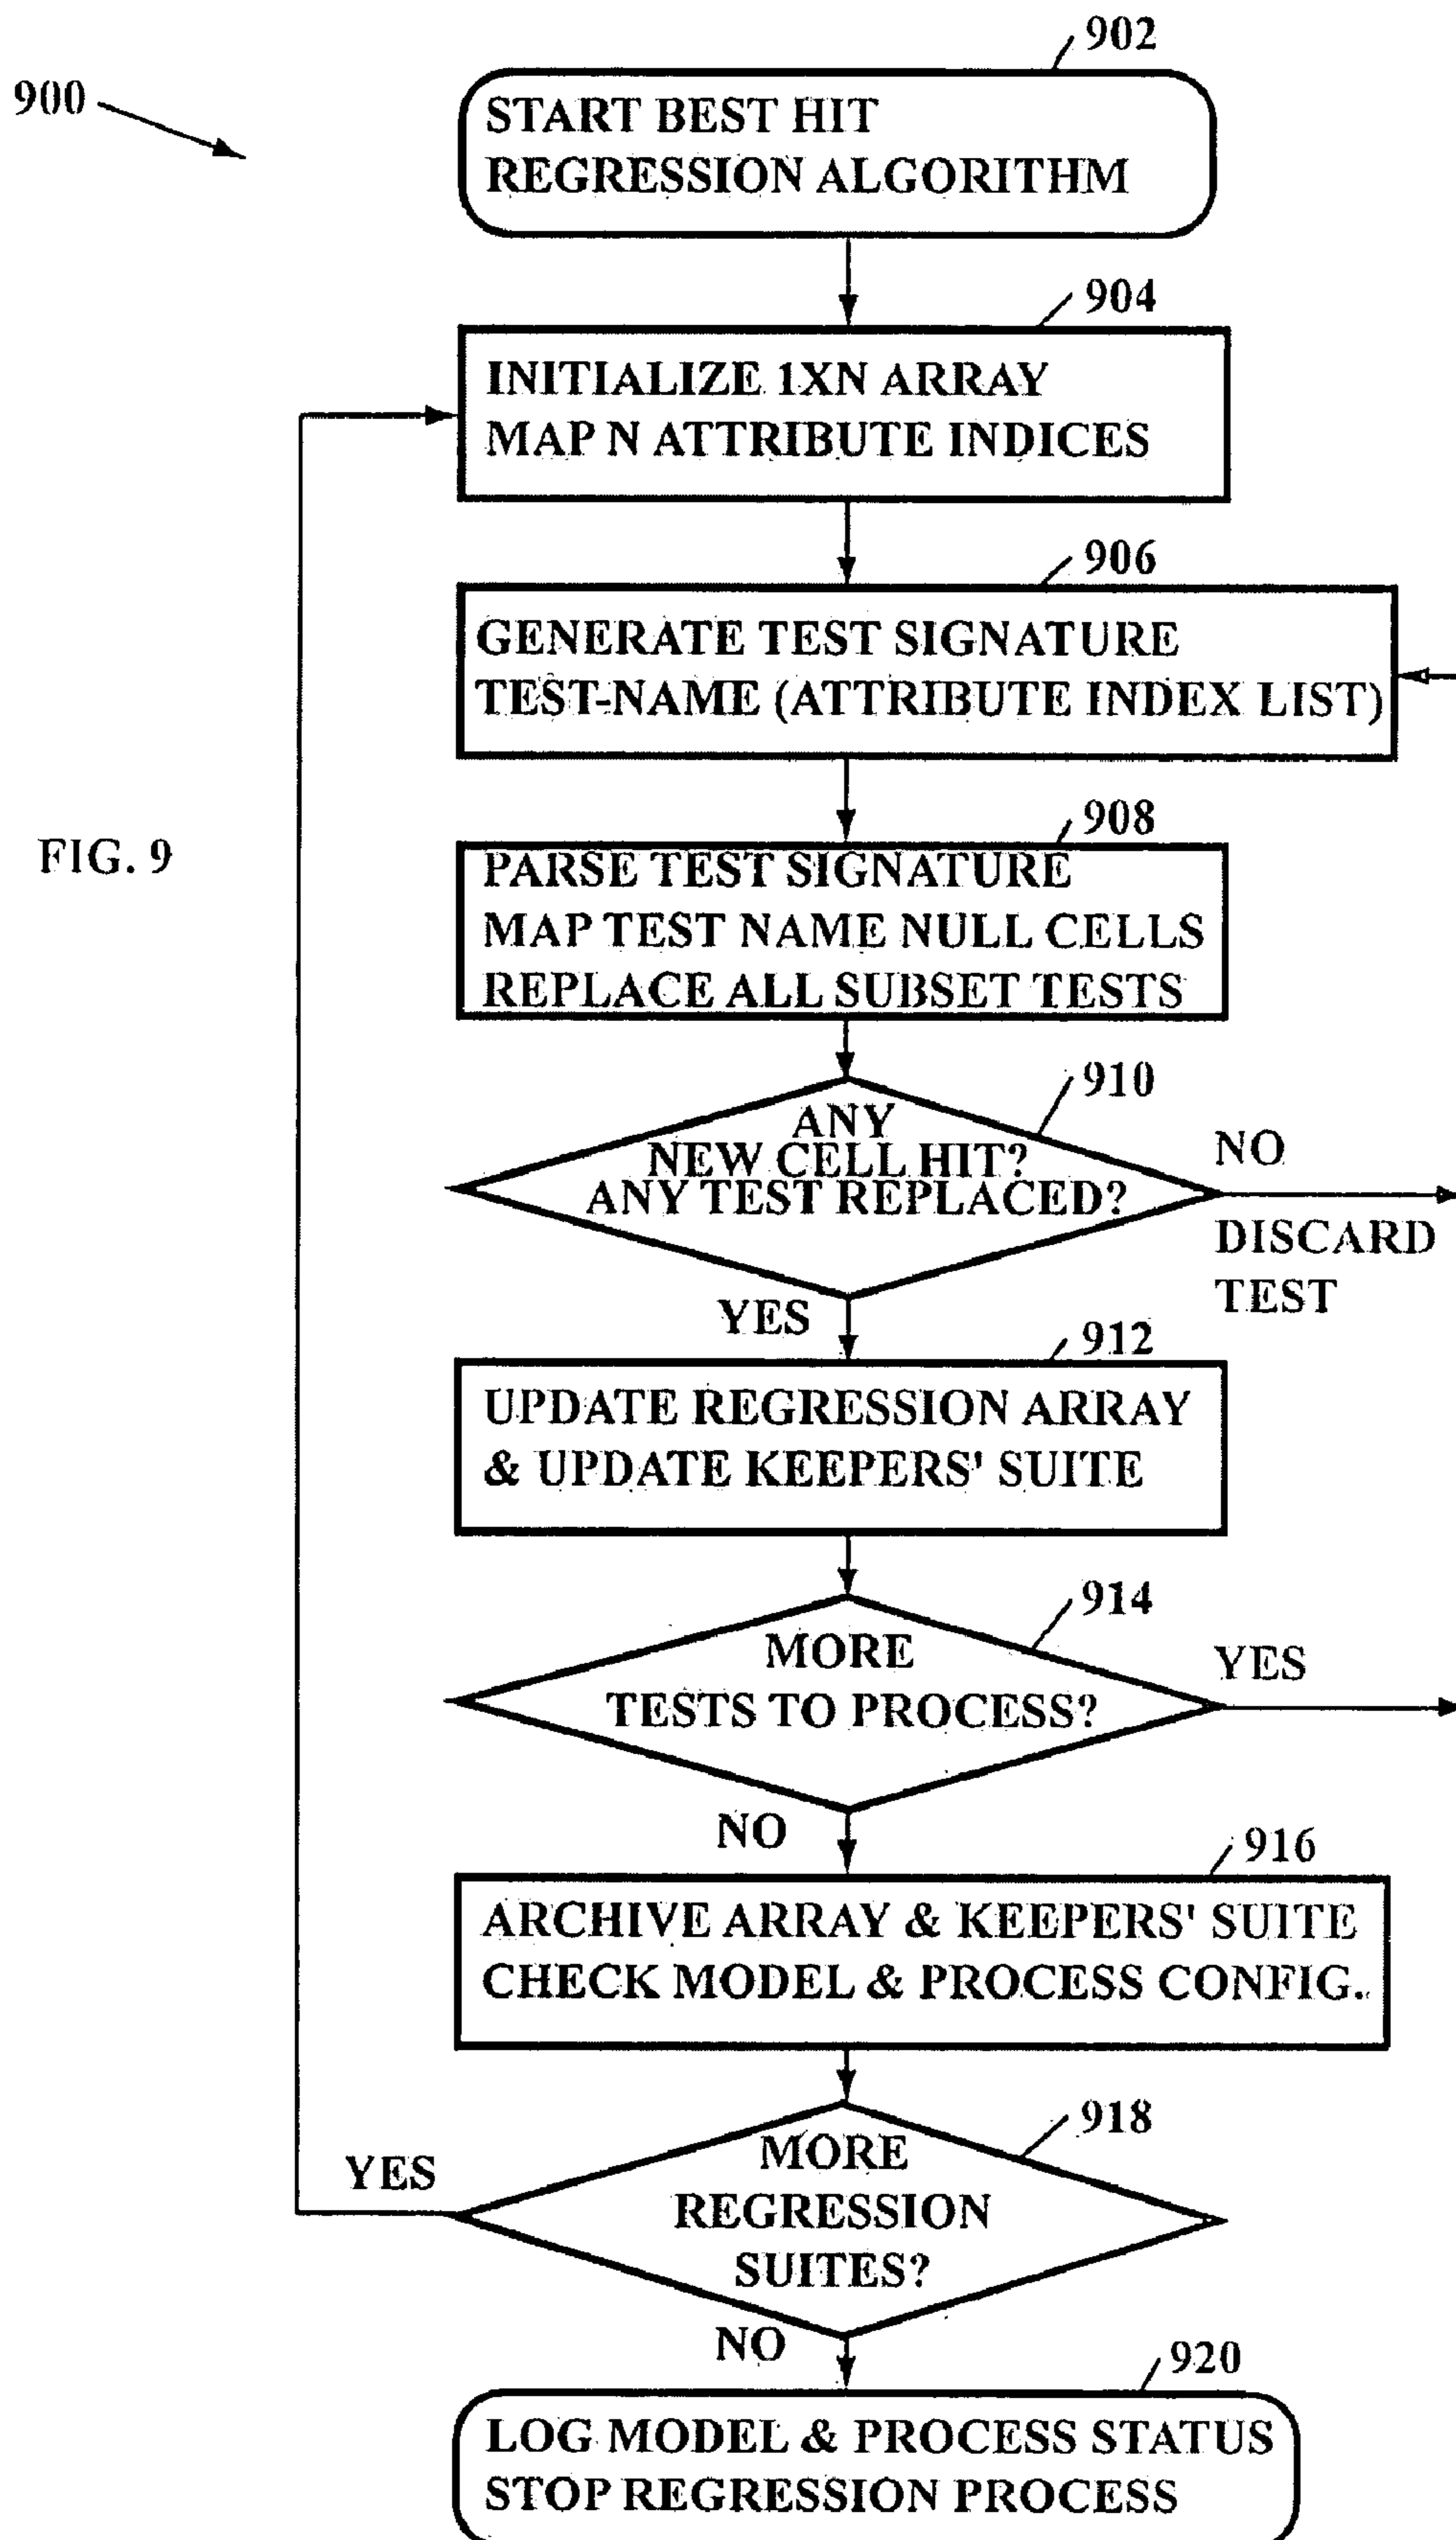 902
900
START BEST HIT
REGRESSION ALGORITHM
904
INITIALIZE 1XN ARRAY
MAP N ATTRIBUTE INDICES
906
GENERATE TEST SIGNATURE
TEST-NAME (ATTRIBUTE INDEX LIST)
908
FIG. 9
PARSE TEST SIGNATURE
MAP TEST NAME NULL CELLS
REPLACE ALL SUBSET TESTS
910
ANY
NEW CELL HIT?
ANY TEST REPLACED?
NO
DISCARD
TEST
YES
912
UPDATE REGRESSION ARRAY
& UPDATE KEEPERS' SUITE
914
MORE
TESTS TO PROCESS?
YES
NO
916
ARCHIVE ARRAY & KEEPERS' SUITE
CHECK MODEL & PROCESS CONFIG.
918
MORE
REGRESSION
SUITES?
YES
NO
920
LOG MODEL & PROCESS STATUS
STOP REGRESSION PROCESS